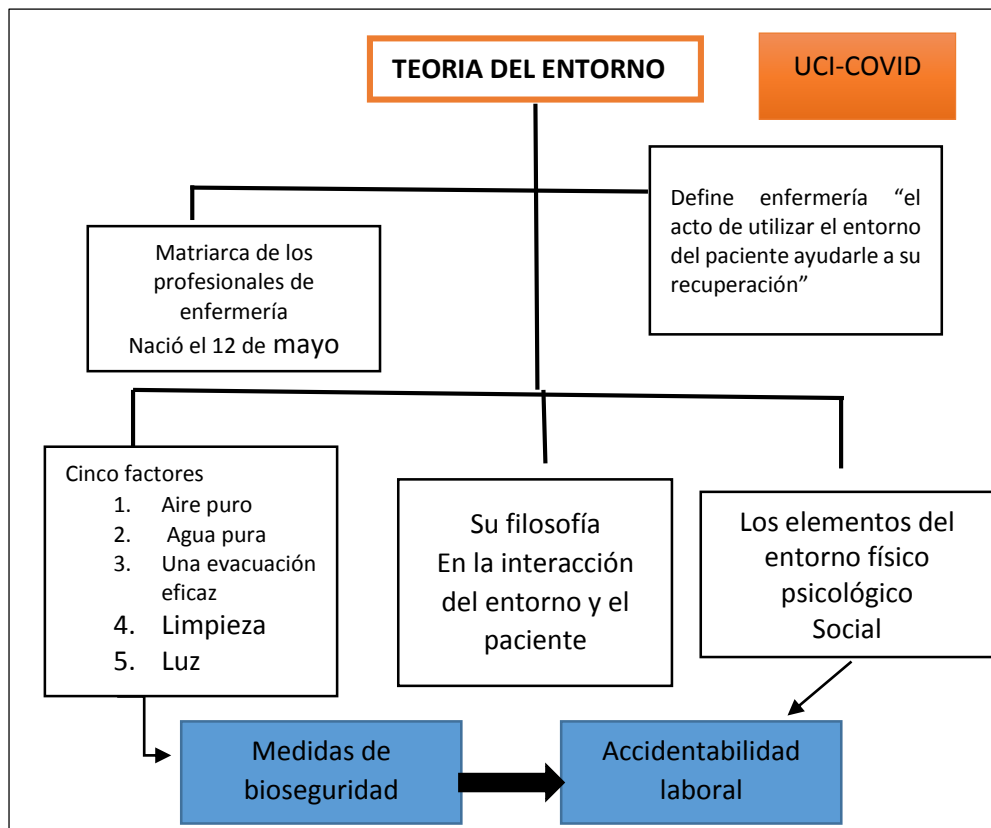 TEORIA DEL ENTORNO
UCI-COVID
Define enfermería “el
acto de utilizar el entorno
del paciente ayudarle a su
recuperación”
Matriarca de los
profesionales de
enfermería
Nació el 12 de mayo
Cinco factores
1. Aire puro
2. Agua pura
3. Una evacuación
eficaz
4. Limpieza
5. Luz
Su filosofía
En la interacción
del entorno y el
paciente
Los elementos del
entorno físico
psicológico
Social
Medidas de
bioseguridad
Accidentabilidad
laboral